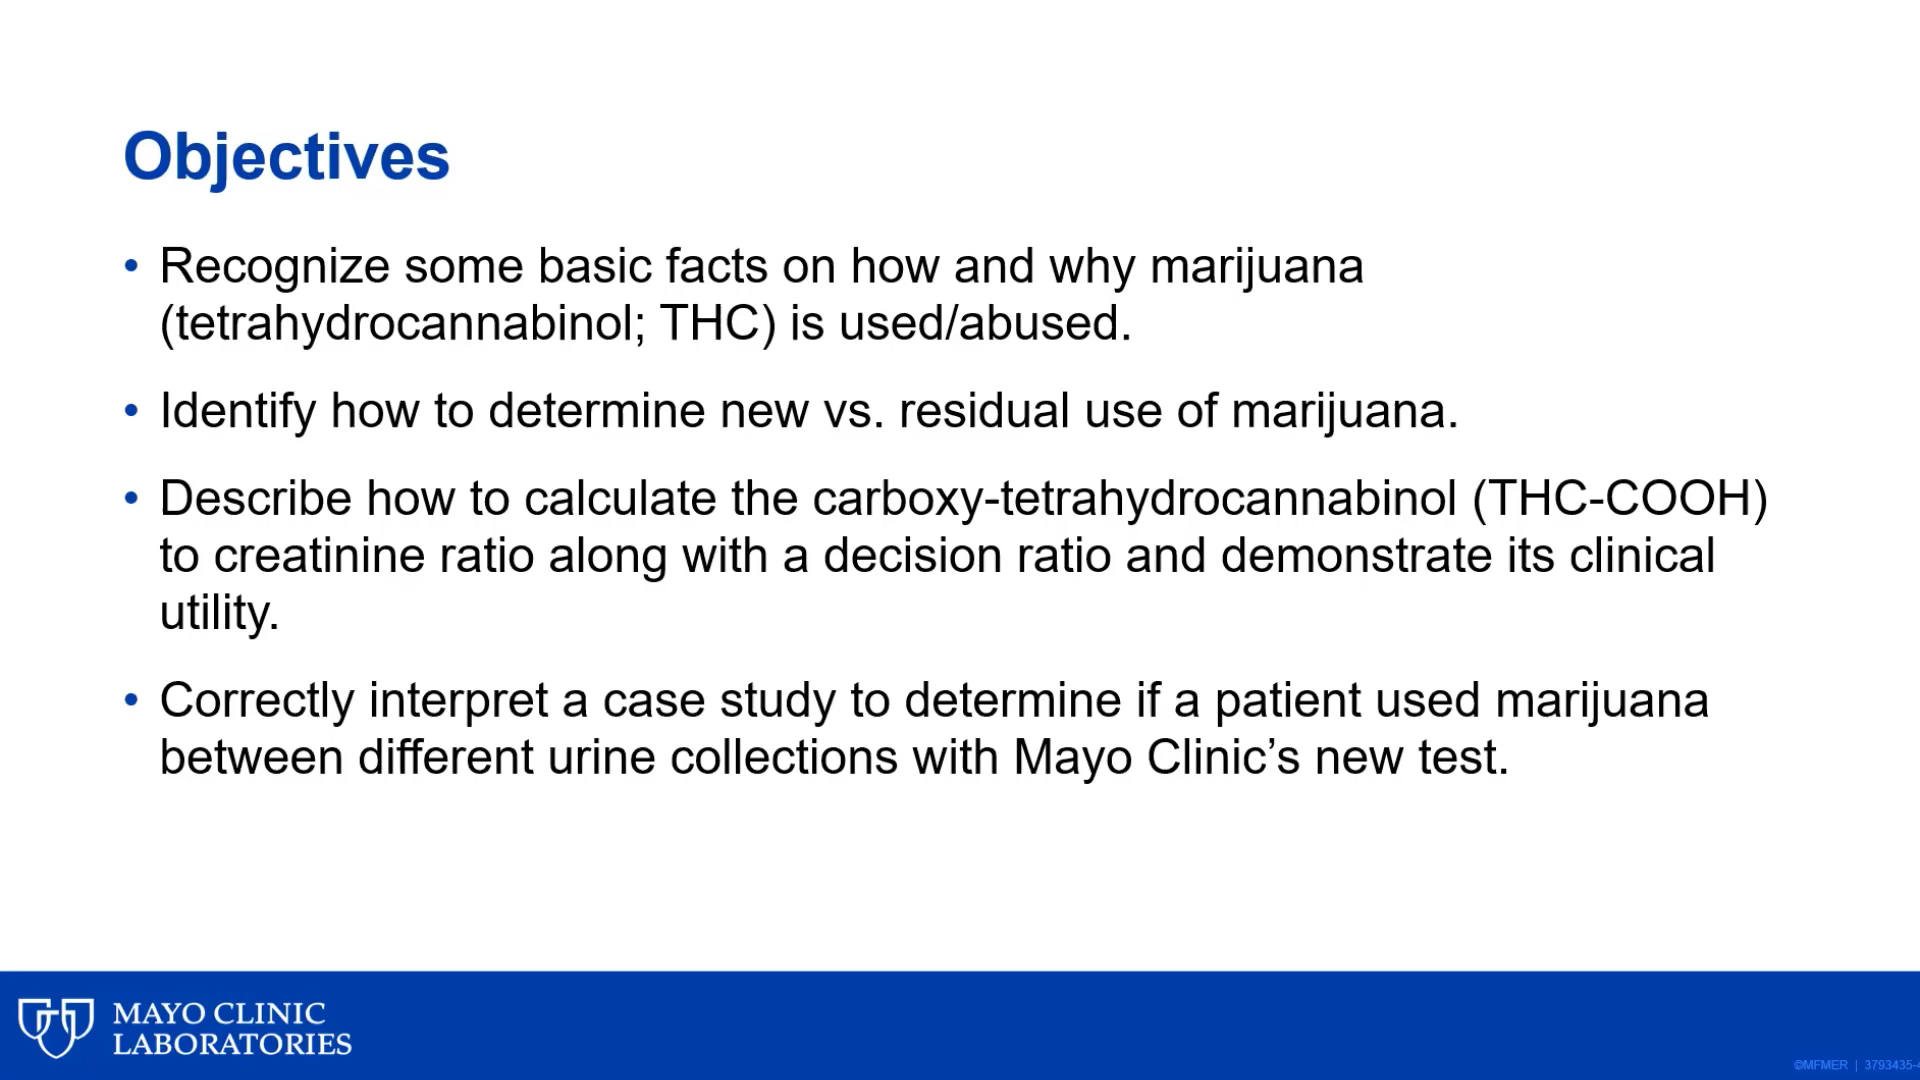 Objectives
• Recognize some basic facts on how and why marijuana
(tetrahydrocannabinol; THC) is used/abused.
• Identify how to determine new vs. residual use of marijuana.
• Describe how to calculate the carboxy-tetrahydrocannabinol (THC-COOH)
to creatinine ratio along with a decision ratio and demonstrate its clinical
utility.
• Correctly interpret a case study to determine if a patient used marijuana
between different urine collections with Mayo Clinic’s new test.
MAYO CLINIC
LABORATORIES
©MFMER | 3793435-